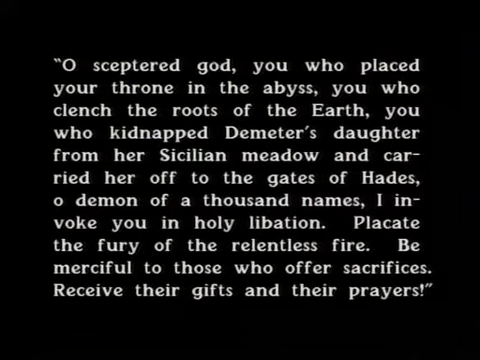 "O sceptered god, you who placed
your throne in the abyss, you who
clench the roots of the Earth, you
who kidnapped Demeter's daughter
from her Sicilian meadow and car-
ried her off to the gates of Hades,
o demon of a thousand names, I in-
voke you in holy libation. Placate
the fury of the relentless fire. Be
merciful to those who offer sacrifices.
Receive their gifts and their prayers!"